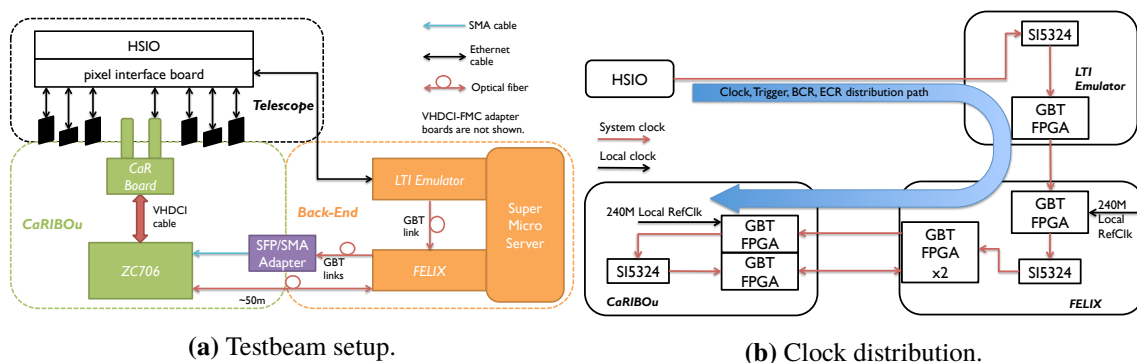 HSIO
pixel interface board
Telescope
SMA cable
Ethernet
cable
Optical fiber
VHDCI-FMC adapter
boards are not shown.
CaR
Board
VHDCI
cable
CaRIBOu
ZC706
Back-End
LTI Emulator
GBT
link
SFP/SMA
Adapter
GBT
links
FELIX
Super
Micro
Server
~50m
(a) Testbeam setup.
HSIO
SI5324
LTI
Emulator
GBT
FPGA
Clock, Trigger, BCR, ECR distribution path
System clock
Local clock
240M Local RefClk
GBT
FPGA
GBT
FPGA
SI5324
CaRIBOu
GBT
FPGA
x2
GBT
FPGA
240M
Local
RefClk
SI5324
FELIX
(b) Clock distribution.